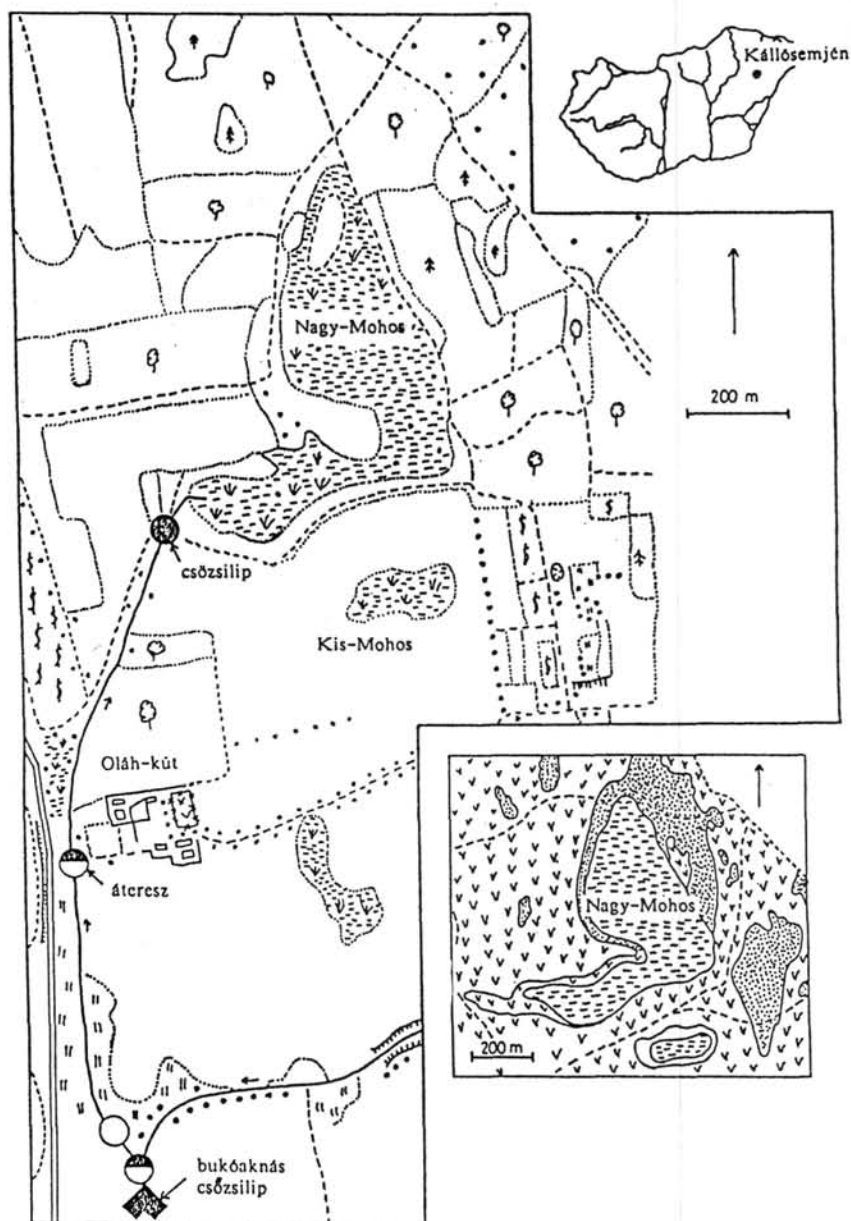 Kállósemjén
Nagy-Mohos
200 m
csőzsilip
Kis-Mohos
Oláh-kút
áteresz
Nagy-Mohos
200 m
bukóaknás
csőzsilip